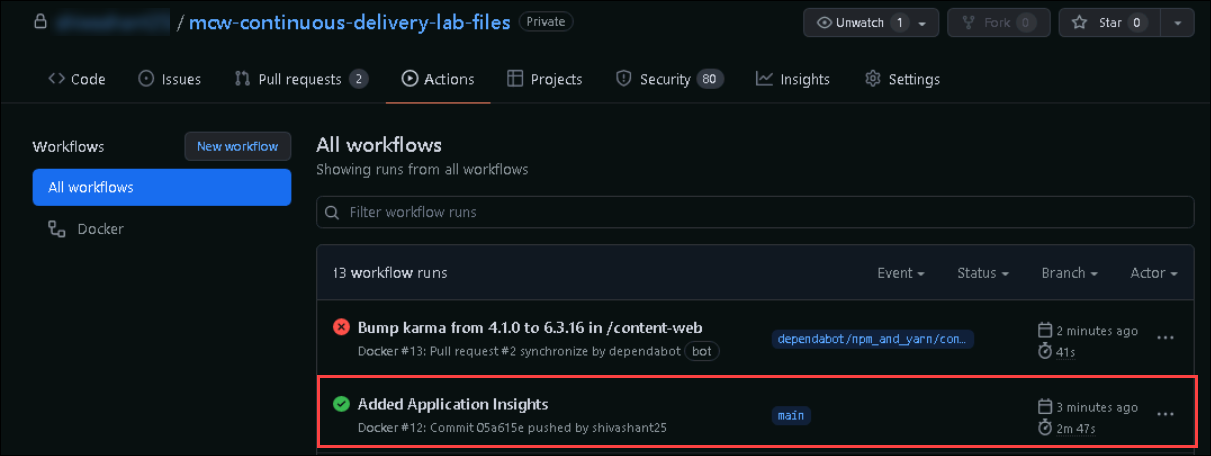 / mcw-continuous-delivery-lab-files Private
Unwatch 1 Fork 0 Star 0
Code Issues Pull requests 2 Actions Projects Security 80 Insights Settings
Workflows New workflow
All workflows
Docker
All workflows
Showing runs from all workflows
Filter workflow runs
13 workflow runs Event Status Branch Actor
Bump karma from 4.1.0 to 6.3.16 in /content-web
Docker #13: Pull request #2 synchronize by dependabot bot
dependabot/npm_and_yarn/con…
2 minutes ago
41s
Added Application Insights
Docker #12: Commit 05a615e pushed by shivashant25
main
3 minutes ago
2m 47s